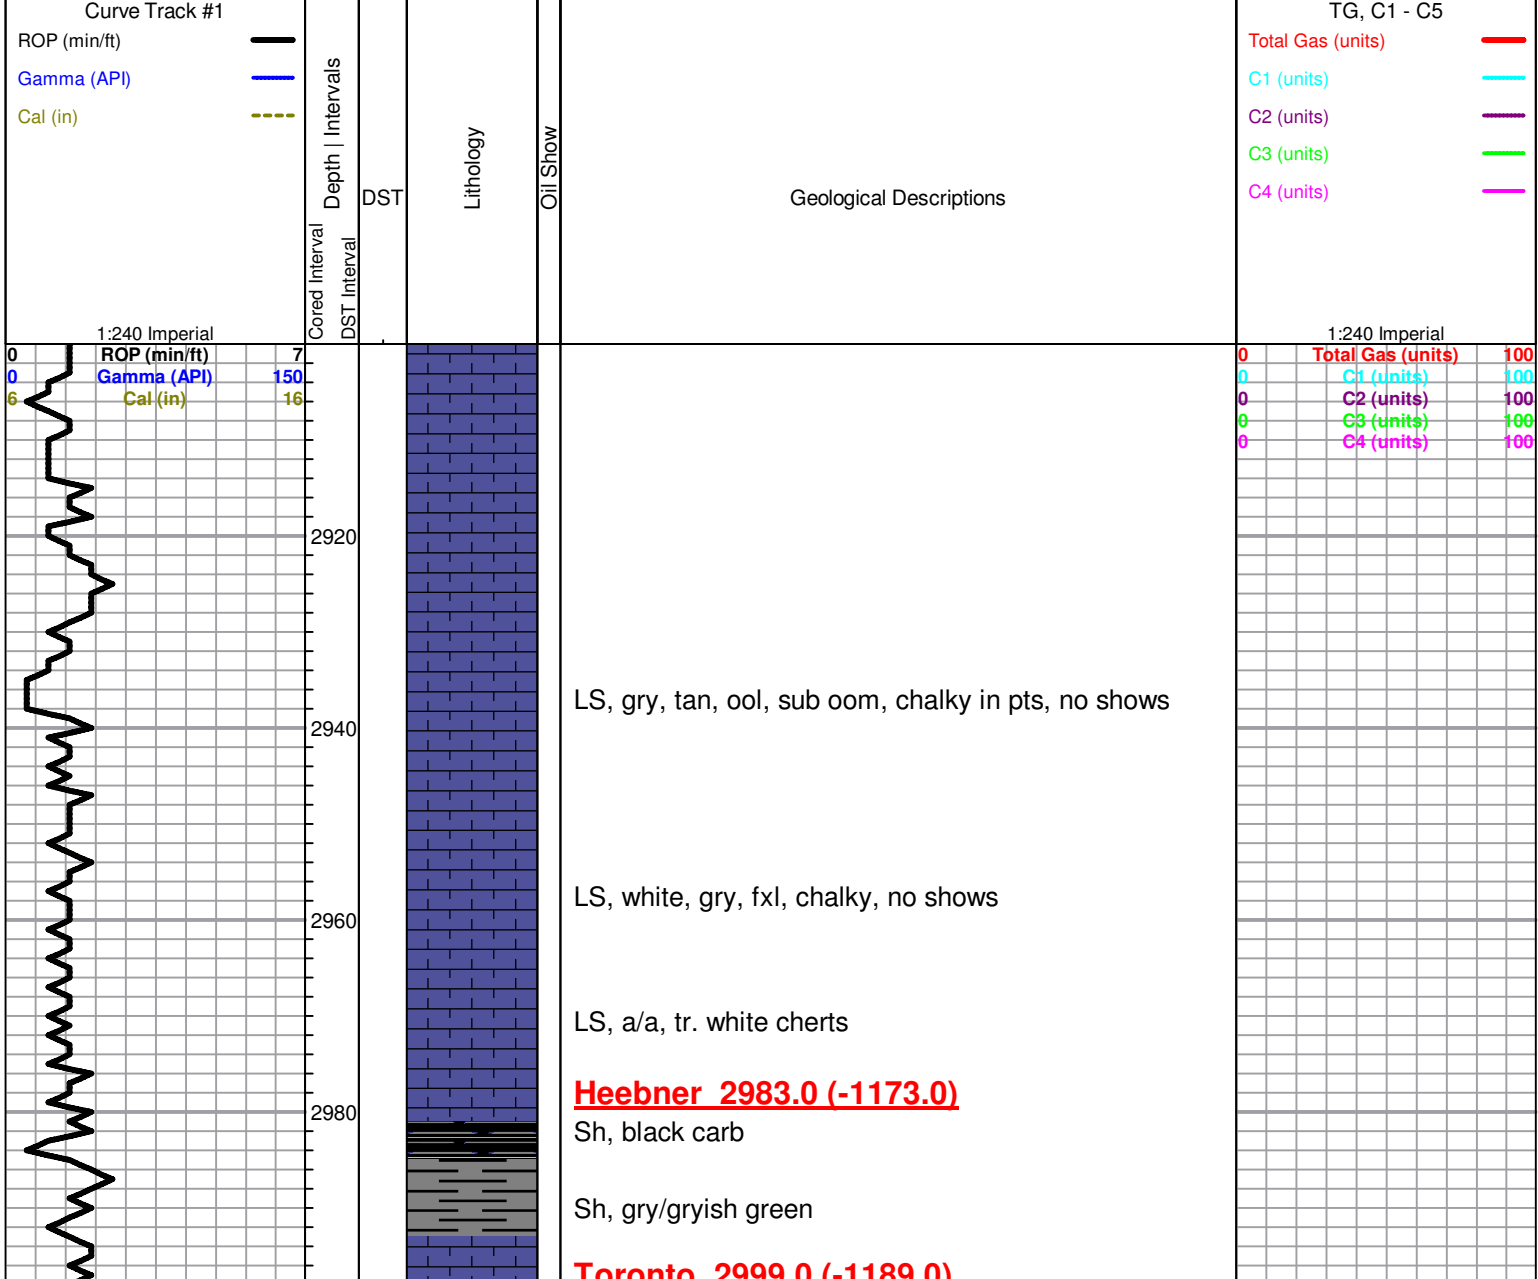 Curve Track #1
ROP (min/ft)
Gamma (API)
Cal (in)
1:240 Imperial
Depth | Intervals
Cored Interval
DST Interval
DST
Lithology
Oil Show
Geological Descriptions
TG, C1 - C5
Total Gas (units)
C1 (units)
C2 (units)
C3 (units)
C4 (units)
1:240 Imperial
0 ROP (min/ft) 7
0 Gamma (API) 150
6 Cal (in) 16
0 Total Gas (units) 100
0 C1 (units) 100
0 C2 (units) 100
0 C3 (units) 100
0 C4 (units) 100
2920
LS, gry, tan, ool, sub oom, chalky in pts, no shows
2940
LS, white, gry, fxl, chalky, no shows
2960
LS, a/a, tr. white cherts
Heebner 2983.0 (-1173.0)
2980
Sh, black carb
Sh, gry/gryish green
Toronto 2999.0 (-1189.0)